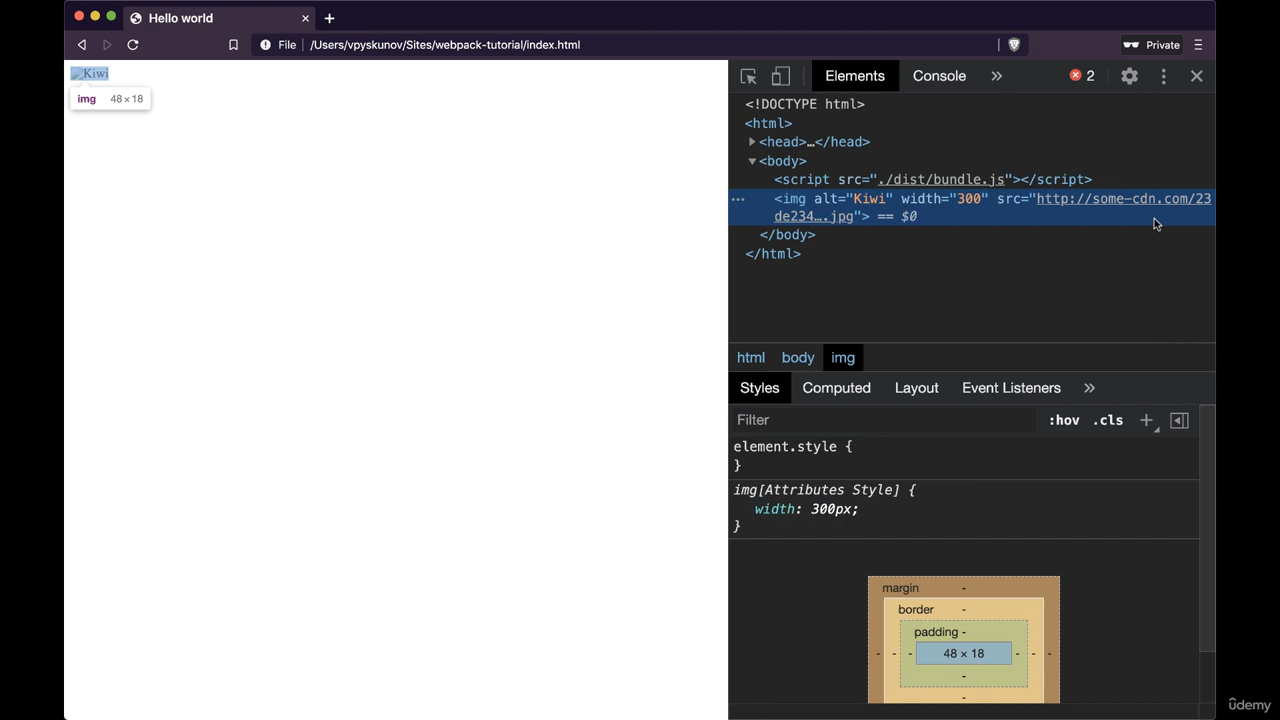 Hello world
File /Users/vpyskunov/Sites/webpack-tutorial/index.html
Private
Kiwi
img 48 × 18
Elements Console » 2
<!DOCTYPE html>
<html>
<head>…</head>
<body>
<script src="./dist/bundle.js"></script>
<img alt="Kiwi" width="300" src="http://some-cdn.com/23
de234….jpg"> == $0
</body>
</html>
html body img
Styles Computed Layout Event Listeners »
Filter :hov .cls
element.style {
}
img[Attributes Style] {
width: 300px;
}
margin -
border -
padding -
- - - 48 × 18 - - -
-
-
ûdemy